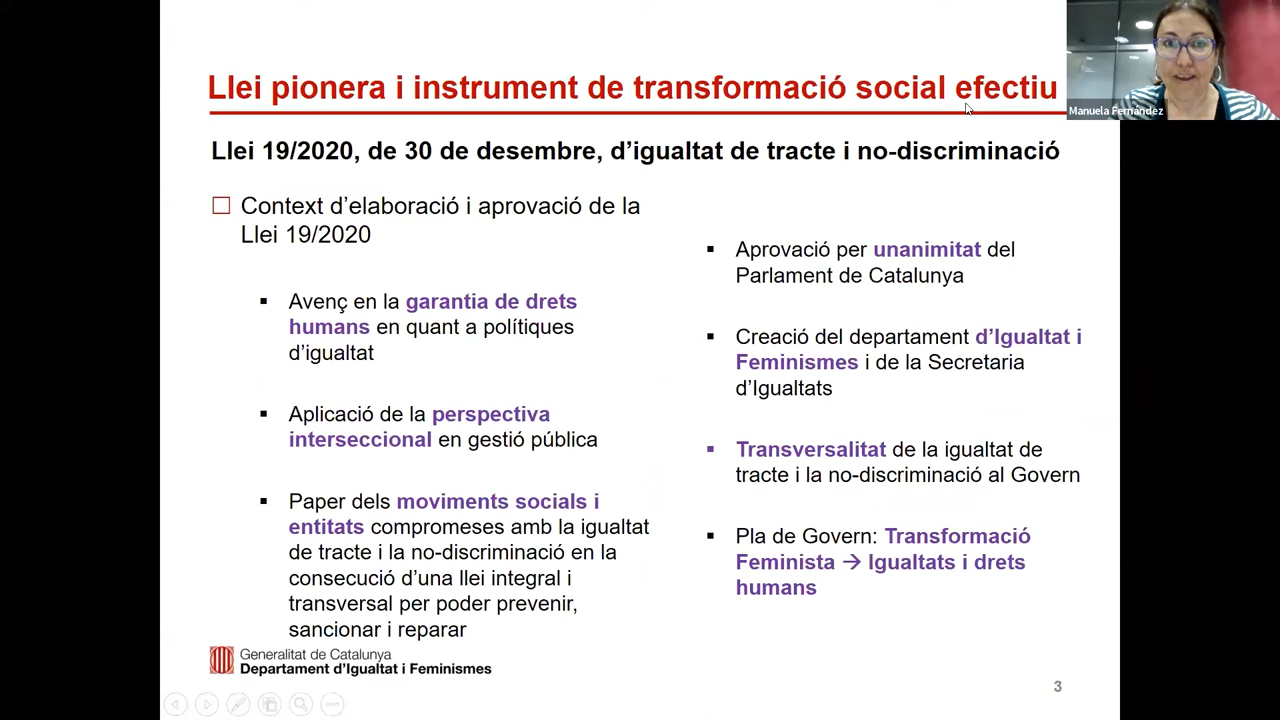 Llei pionera i instrument de transformació social efectiu
Manuela Fernández
Llei 19/2020, de 30 de desembre, d’igualtat de tracte i no-discriminació
Context d’elaboració i aprovació de la
Llei 19/2020
Avenç en la garantia de drets
humans en quant a polítiques
d’igualtat
Aplicació de la perspectiva
interseccional en gestió pública
Paper dels moviments socials i
entitats compromeses amb la igualtat
de tracte i la no-discriminació en la
consecució d’una llei integral i
transversal per poder prevenir,
sancionar i reparar
Aprovació per unanimitat del
Parlament de Catalunya
Creació del departament d’Igualtat i
Feminismes i de la Secretaria
d’Igualtats
Transversalitat de la igualtat de
tracte i la no-discriminació al Govern
Pla de Govern: Transformació
Feminista → Igualtats i drets
humans
Generalitat de Catalunya
Departament d’Igualtat i Feminismes
3